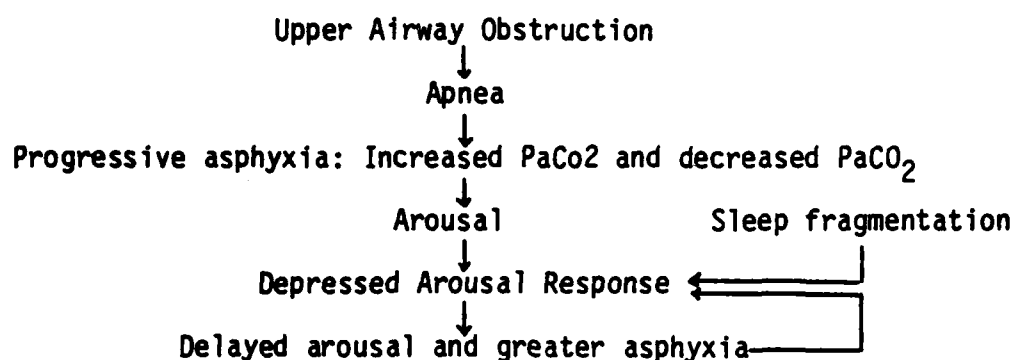 Upper Airway Obstruction
Apnea
Progressive asphyxia: Increased PaCo2 and decreased PaCO₂
Arousal
Sleep fragmentation
Depressed Arousal Response
Delayed arousal and greater asphyxia